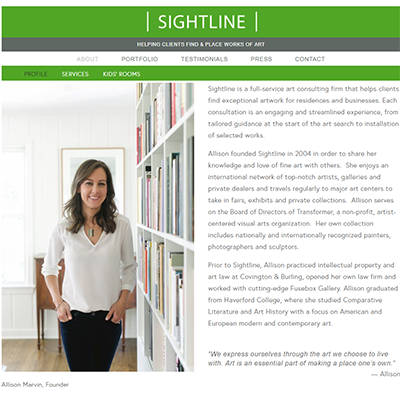 | SIGHTLINE |
HELPING CLIENTS FIND & PLACE WORKS OF ART
ABOUT PORTFOLIO TESTIMONIALS PRESS CONTACT
PROFILE SERVICES KIDS' ROOMS
Sightline is a full-service art consulting firm that helps clients
find exceptional artwork for residences and businesses. Each
consultation is an engaging and streamlined experience, from
tailored guidance at the start of the art search to installation
of selected works.
Allison founded Sightline in 2004 in order to share her
knowledge and love of fine art with others. She enjoys an
international network of top-notch artists, galleries and
private dealers and travels regularly to major art centers to
take in fairs, exhibits and private collections. Allison serves
on the Board of Directors of Transformer, a non-profit, artist-
centered visual arts organization. Her own collection
includes nationally and internationally recognized painters,
photographers and sculptors.
Prior to Sightline, Allison practiced intellectual property and
art law at Covington & Burling, opened her own law firm and
worked with cutting-edge Fusebox Gallery. Allison graduated
from Haverford College, where she studied Comparative
Literature and Art History with a focus on American and
European modern and contemporary art.
"We express ourselves through the art we choose to live
with. Art is an essential part of making a place one's own."
— Allison
Allison Marvin, Founder